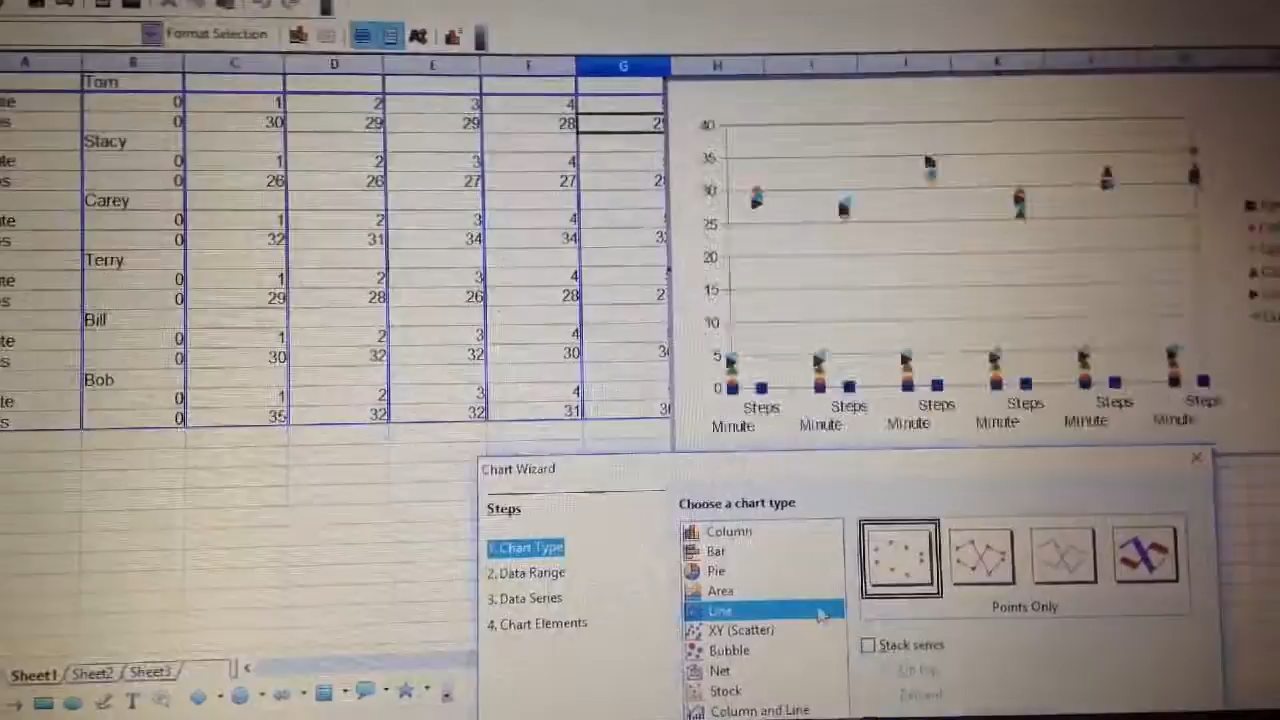 Format Selection
A B C D E F G H
Tom
0 1 2 3 4
0 30 29 29 28
Stacy
0 1 2 3 4
0 26 26 27 27
Carey
0 1 2 3 4
0 32 31 34 34
Terry
0 1 2 3 4
0 29 28 26 28
Bill
0 1 2 3 4
0 30 32 32 30
Bob
0 1 2 3 4
0 35 32 32 31
40
35
30
25
20
15
10
5
0
Steps Steps Steps Steps Steps Steps
Minute Minute Minute Minute Minute Minute
Chart Wizard
Steps
1. Chart Type
2. Data Range
3. Data Series
4. Chart Elements
Choose a chart type
Column
Bar
Pie
Area
Line
XY (Scatter)
Bubble
Net
Stock
Column and Line
Points Only
Stack series
Sheet1 Sheet2 Sheet3